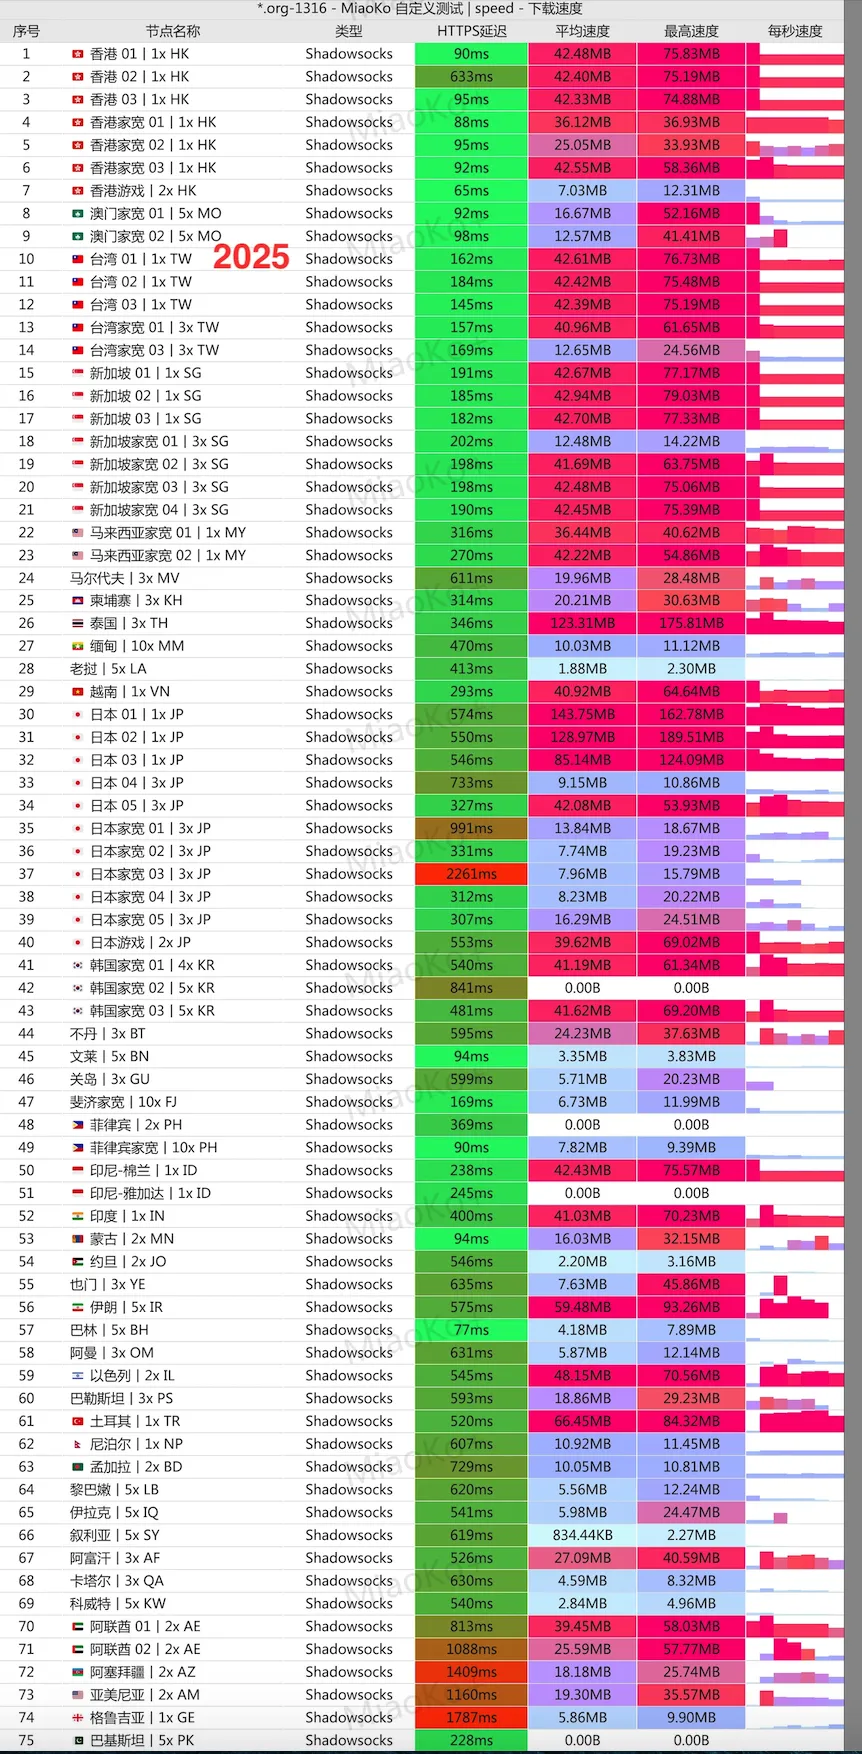 *.org-1316 - MiaoKo 自定义测试 | speed - 下载速度
序号 节点名称 类型 HTTPS延迟 平均速度 最高速度 每秒速度
1 香港 01 | 1x HK Shadowsocks 90ms 42.48MB 75.83MB
2 香港 02 | 1x HK Shadowsocks 633ms 42.40MB 75.19MB
3 香港 03 | 1x HK Shadowsocks 95ms 42.33MB 74.88MB
4 香港家宽 01 | 1x HK Shadowsocks 88ms 36.12MB 36.93MB
5 香港家宽 02 | 1x HK Shadowsocks 95ms 25.05MB 33.93MB
6 香港家宽 03 | 1x HK Shadowsocks 92ms 42.55MB 58.36MB
7 香港游戏 | 2x HK Shadowsocks 65ms 7.03MB 12.31MB
8 澳门家宽 01 | 5x MO Shadowsocks 92ms 16.67MB 52.16MB
9 澳门家宽 02 | 5x MO Shadowsocks 98ms 12.57MB 41.41MB
2025
10 台湾 01 | 1x TW Shadowsocks 162ms 42.61MB 76.73MB
11 台湾 02 | 1x TW Shadowsocks 184ms 42.42MB 75.48MB
12 台湾 03 | 1x TW Shadowsocks 145ms 42.39MB 75.19MB
13 台湾家宽 01 | 3x TW Shadowsocks 157ms 40.96MB 61.65MB
14 台湾家宽 03 | 3x TW Shadowsocks 169ms 12.65MB 24.56MB
15 新加坡 01 | 1x SG Shadowsocks 191ms 42.67MB 77.17MB
16 新加坡 02 | 1x SG Shadowsocks 185ms 42.94MB 79.03MB
17 新加坡 03 | 1x SG Shadowsocks 182ms 42.70MB 77.33MB
18 新加坡家宽 01 | 3x SG Shadowsocks 202ms 12.48MB 14.22MB
19 新加坡家宽 02 | 3x SG Shadowsocks 198ms 41.69MB 63.75MB
20 新加坡家宽 03 | 3x SG Shadowsocks 198ms 42.48MB 75.06MB
21 新加坡家宽 04 | 3x SG Shadowsocks 190ms 42.45MB 75.39MB
22 马来西亚家宽 01 | 1x MY Shadowsocks 316ms 36.44MB 40.62MB
23 马来西亚家宽 02 | 1x MY Shadowsocks 270ms 42.22MB 54.86MB
24 马尔代夫 | 3x MV Shadowsocks 611ms 19.96MB 28.48MB
25 柬埔寨 | 3x KH Shadowsocks 314ms 20.21MB 30.63MB
26 泰国 | 3x TH Shadowsocks 346ms 123.31MB 175.81MB
27 缅甸 | 10x MM Shadowsocks 470ms 10.03MB 11.12MB
28 老挝 | 5x LA Shadowsocks 413ms 1.88MB 2.30MB
29 越南 | 1x VN Shadowsocks 293ms 40.92MB 64.64MB
30 日本 01 | 1x JP Shadowsocks 574ms 143.75MB 162.78MB
31 日本 02 | 1x JP Shadowsocks 550ms 128.97MB 189.51MB
32 日本 03 | 1x JP Shadowsocks 546ms 85.14MB 124.09MB
33 日本 04 | 3x JP Shadowsocks 733ms 9.15MB 10.86MB
34 日本 05 | 3x JP Shadowsocks 327ms 42.08MB 53.93MB
35 日本家宽 01 | 3x JP Shadowsocks 991ms 13.84MB 18.67MB
36 日本家宽 02 | 3x JP Shadowsocks 331ms 7.74MB 19.23MB
37 日本家宽 03 | 3x JP Shadowsocks 2261ms 7.96MB 15.79MB
38 日本家宽 04 | 3x JP Shadowsocks 312ms 8.23MB 20.22MB
39 日本家宽 05 | 3x JP Shadowsocks 307ms 16.29MB 24.51MB
40 日本游戏 | 2x JP Shadowsocks 553ms 39.62MB 69.02MB
41 韩国家宽 01 | 4x KR Shadowsocks 540ms 41.19MB 61.34MB
42 韩国家宽 02 | 5x KR Shadowsocks 841ms 0.00B 0.00B
43 韩国家宽 03 | 5x KR Shadowsocks 481ms 41.62MB 69.20MB
44 不丹 | 3x BT Shadowsocks 595ms 24.23MB 37.63MB
45 文莱 | 5x BN Shadowsocks 94ms 3.35MB 3.83MB
46 关岛 | 3x GU Shadowsocks 599ms 5.71MB 20.23MB
47 斐济家宽 | 10x FJ Shadowsocks 169ms 6.73MB 11.99MB
48 菲律宾 | 2x PH Shadowsocks 369ms 0.00B 0.00B
49 菲律宾家宽 | 10x PH Shadowsocks 90ms 7.82MB 9.39MB
50 印尼-棉兰 | 1x ID Shadowsocks 238ms 42.43MB 75.57MB
51 印尼-雅加达 | 1x ID Shadowsocks 245ms 0.00B 0.00B
52 印度 | 1x IN Shadowsocks 400ms 41.03MB 70.23MB
53 蒙古 | 2x MN Shadowsocks 94ms 16.03MB 32.15MB
54 约旦 | 2x JO Shadowsocks 546ms 2.20MB 3.16MB
55 也门 | 3x YE Shadowsocks 635ms 7.63MB 45.86MB
56 伊朗 | 5x IR Shadowsocks 575ms 59.48MB 93.26MB
57 巴林 | 5x BH Shadowsocks 77ms 4.18MB 7.89MB
58 阿曼 | 3x OM Shadowsocks 631ms 5.87MB 12.14MB
59 以色列 | 2x IL Shadowsocks 545ms 48.15MB 70.56MB
60 巴勒斯坦 | 3x PS Shadowsocks 593ms 18.86MB 29.23MB
61 土耳其 | 1x TR Shadowsocks 520ms 66.45MB 84.32MB
62 尼泊尔 | 1x NP Shadowsocks 607ms 10.92MB 11.45MB
63 孟加拉 | 2x BD Shadowsocks 729ms 10.05MB 10.81MB
64 黎巴嫩 | 5x LB Shadowsocks 620ms 5.56MB 12.24MB
65 伊拉克 | 5x IQ Shadowsocks 541ms 5.98MB 24.47MB
66 叙利亚 | 5x SY Shadowsocks 619ms 834.44KB 2.27MB
67 阿富汗 | 3x AF Shadowsocks 526ms 27.09MB 40.59MB
68 卡塔尔 | 3x QA Shadowsocks 630ms 4.59MB 8.32MB
69 科威特 | 5x KW Shadowsocks 540ms 2.84MB 4.96MB
70 阿联酋 01 | 2x AE Shadowsocks 813ms 39.45MB 58.03MB
71 阿联酋 02 | 2x AE Shadowsocks 1088ms 25.59MB 57.77MB
72 阿塞拜疆 | 2x AZ Shadowsocks 1409ms 18.18MB 25.74MB
73 亚美尼亚 | 2x AM Shadowsocks 1160ms 19.30MB 35.57MB
74 格鲁吉亚 | 1x GE Shadowsocks 1787ms 5.86MB 9.90MB
75 巴基斯坦 | 5x PK Shadowsocks 228ms 0.00B 0.00B